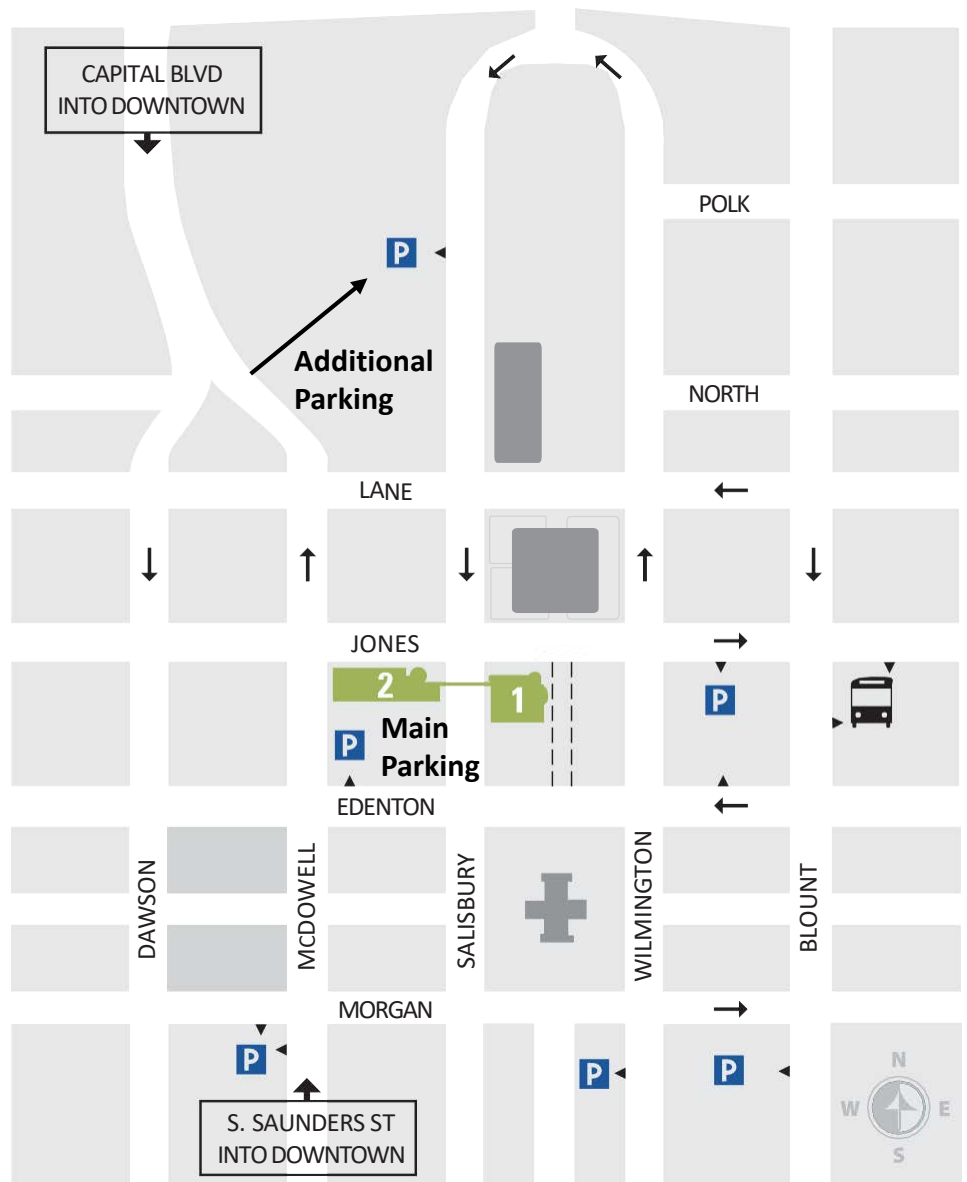 CAPITAL BLVD
INTO DOWNTOWN
POLK
P
Additional
Parking
NORTH
LANE
JONES
2
1
P
P
Main
Parking
EDENTON
DAWSON
McDOWELL
SALISBURY
WILMINGTON
BLOUNT
MORGAN
P
P
P
N
W
E
S
S. SAUNDERS ST
INTO DOWNTOWN